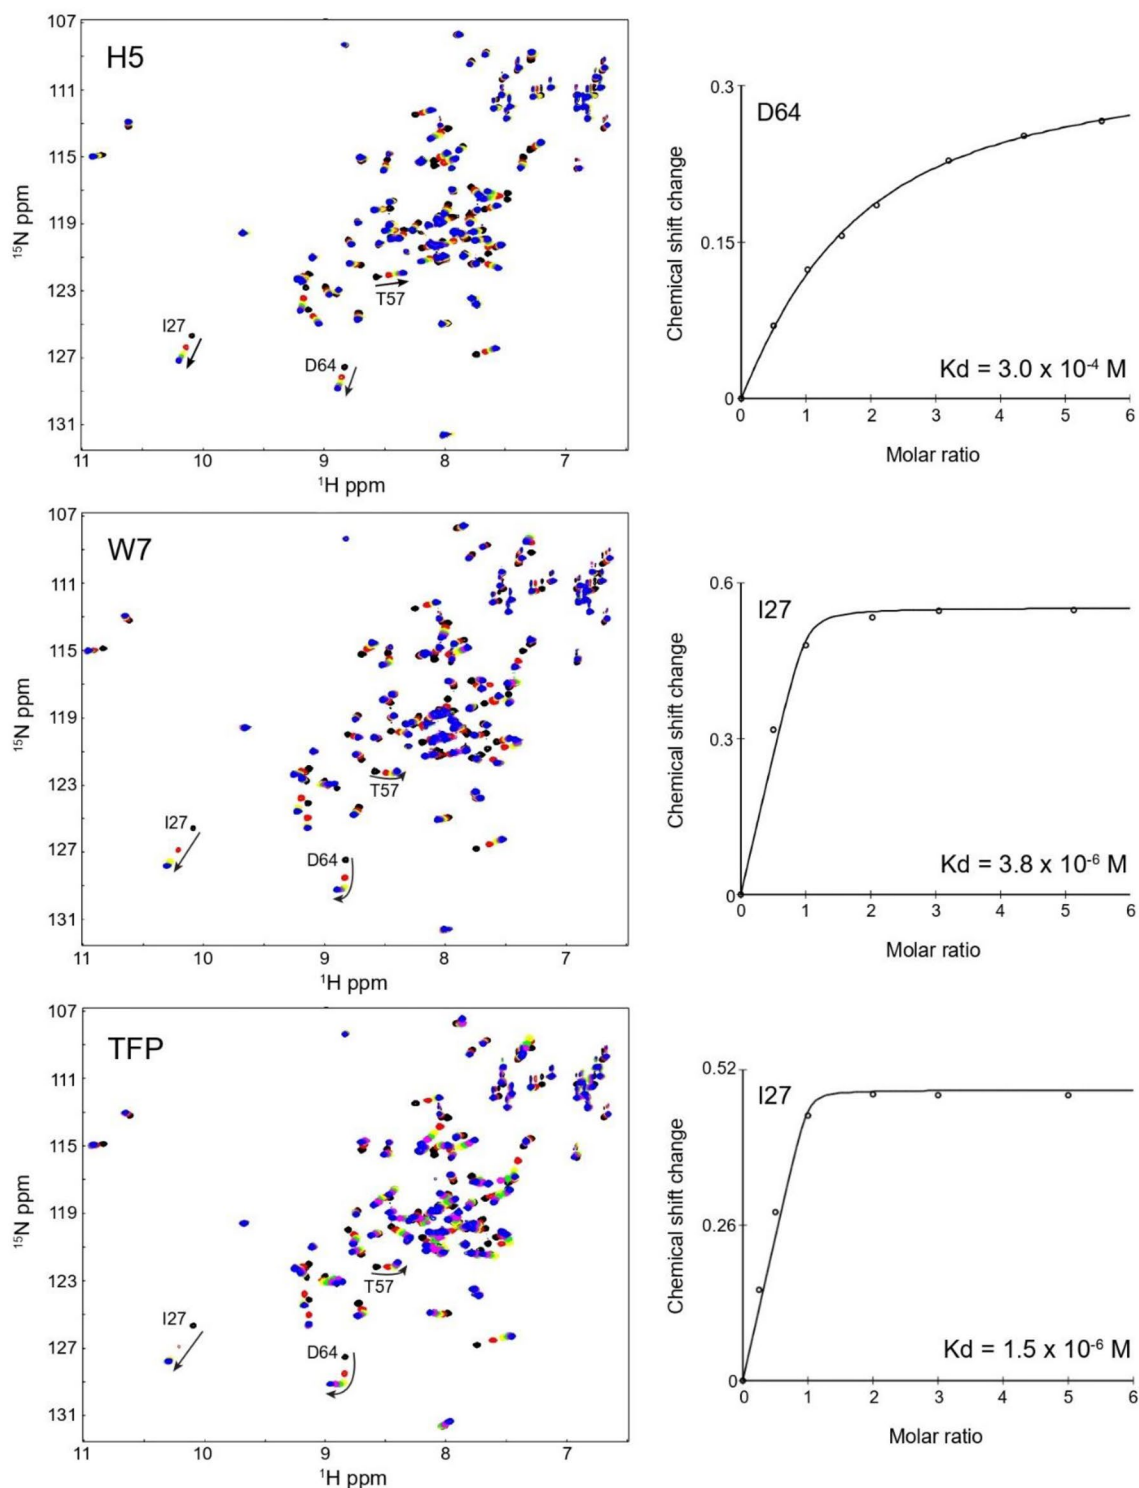 H5
107
111
115
119
123
127
131
¹⁵N ppm
T57
I27
D64
11 10 9 8 7
¹H ppm
0.3
D64
0.15
0
Chemical shift change
Kd = 3.0 x 10⁻⁴ M
0 1 2 3 4 5 6
Molar ratio
W7
107
111
115
119
123
127
131
¹⁵N ppm
T57
I27
D64
11 10 9 8 7
¹H ppm
0.6
I27
0.3
0
Chemical shift change
Kd = 3.8 x 10⁻⁶ M
0 1 2 3 4 5 6
Molar ratio
TFP
107
111
115
119
123
127
131
¹⁵N ppm
T57
I27
D64
11 10 9 8 7
¹H ppm
0.52
I27
0.26
0
Chemical shift change
Kd = 1.5 x 10⁻⁶ M
0 1 2 3 4 5 6
Molar ratio